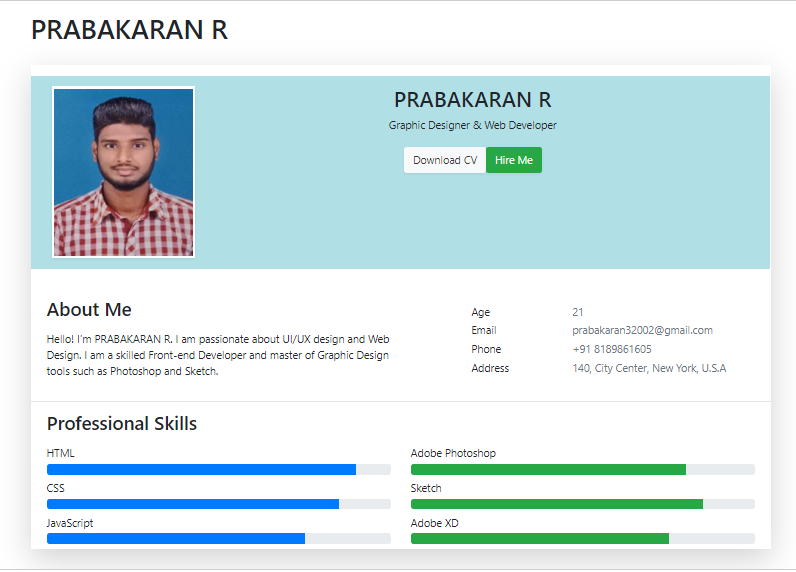 PRABAKARAN R
PRABAKARAN R
Graphic Designer & Web Developer
Download CV Hire Me
About Me
Hello! I'm PRABAKARAN R. I am passionate about UI/UX design and Web
Design. I am a skilled Front-end Developer and master of Graphic Design
tools such as Photoshop and Sketch.
Age 21
Email prabakaran32002@gmail.com
Phone +91 8189861605
Address 140, City Center, New York, U.S.A
Professional Skills
HTML
CSS
JavaScript
Adobe Photoshop
Sketch
Adobe XD